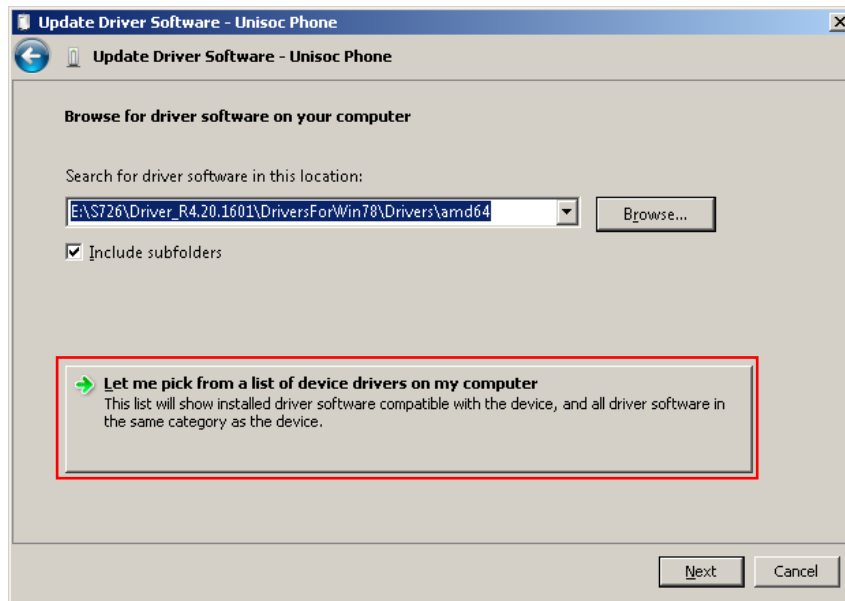 Update Driver Software - Unisoc Phone
Update Driver Software - Unisoc Phone
Browse for driver software on your computer
Search for driver software in this location:
E:\S726\Driver_R4.20.1601\DriversForWin78\Drivers\amd64
Browse...
Include subfolders
Let me pick from a list of device drivers on my computer
This list will show installed driver software compatible with the device, and all driver software in
the same category as the device.
Next
Cancel